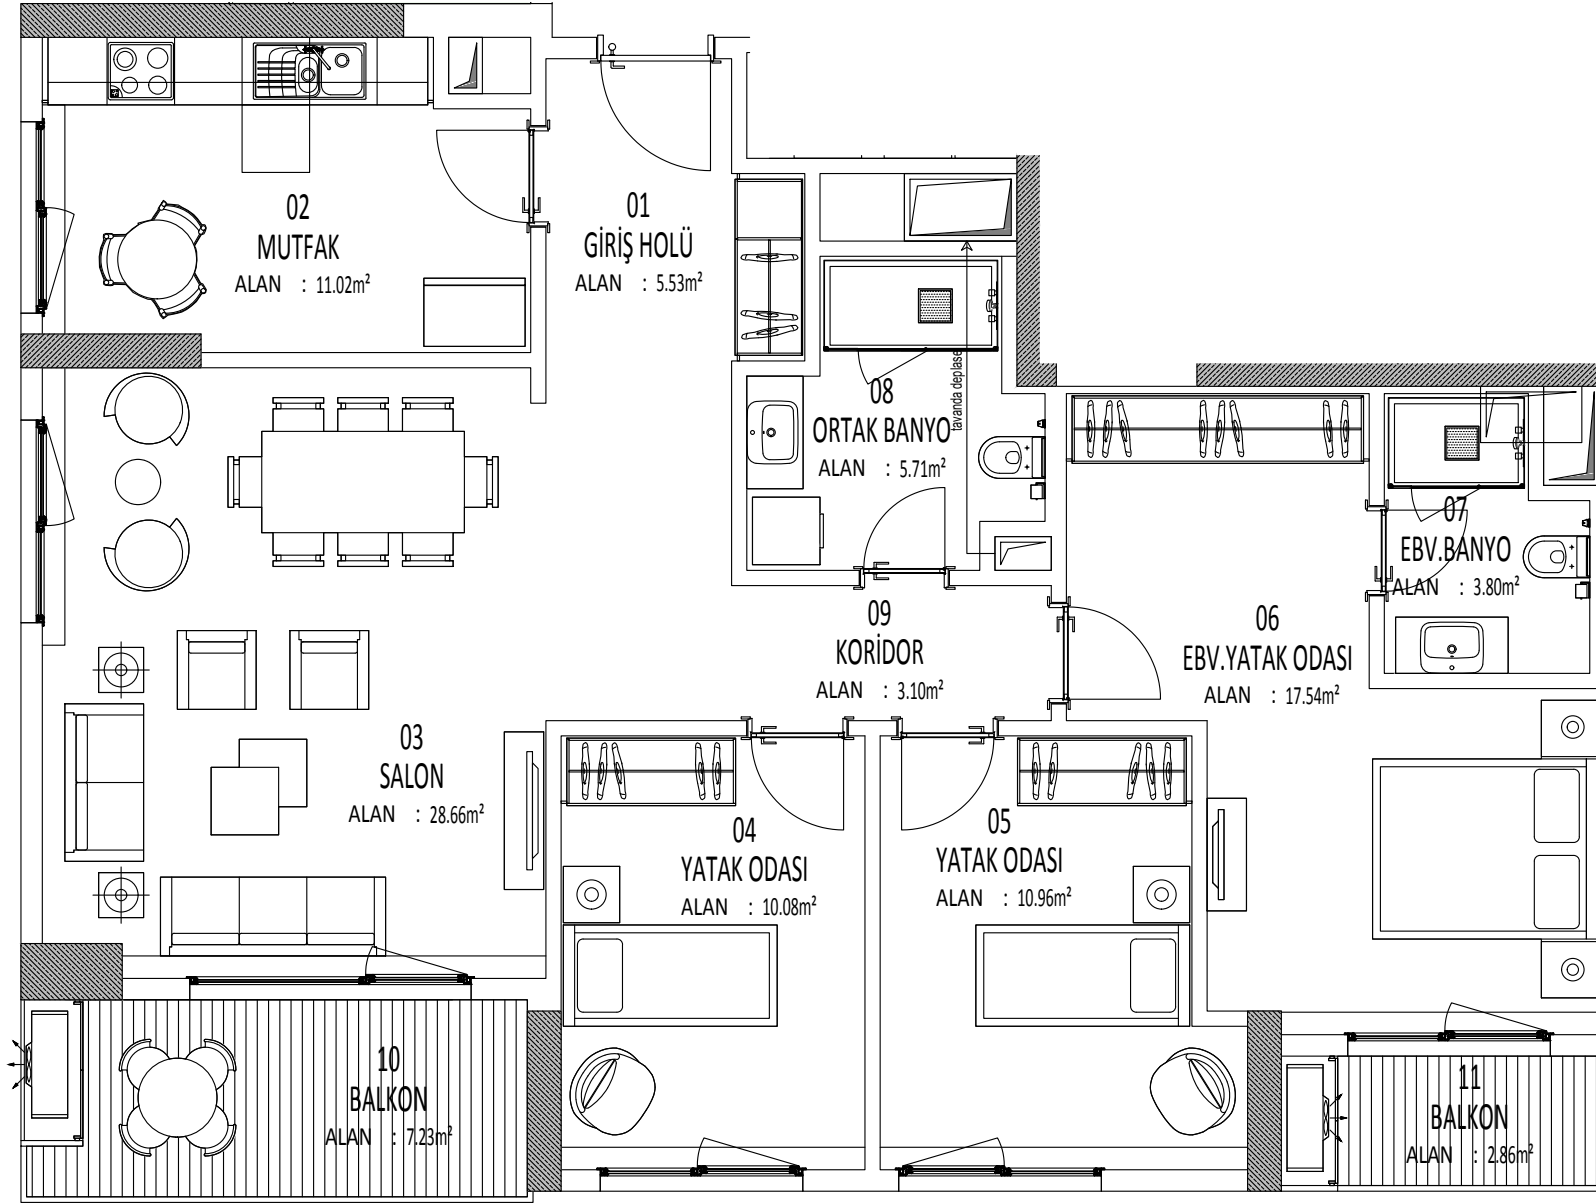 02
MUTFAK
ALAN : 11.02m²
01
GİRİŞ HOLÜ
ALAN : 5.53m²
08
ORTAK BANYO
ALAN : 5.71m²
tavanda deplase
07
EBV.BANYO
ALAN : 3.80m²
09
KORİDOR
ALAN : 3.10m²
06
EBV.YATAK ODASI
ALAN : 17.54m²
03
SALON
ALAN : 28.66m²
04
YATAK ODASI
ALAN : 10.08m²
05
YATAK ODASI
ALAN : 10.96m²
10
BALKON
ALAN : 7.23m²
11
BALKON
ALAN : 2.86m²